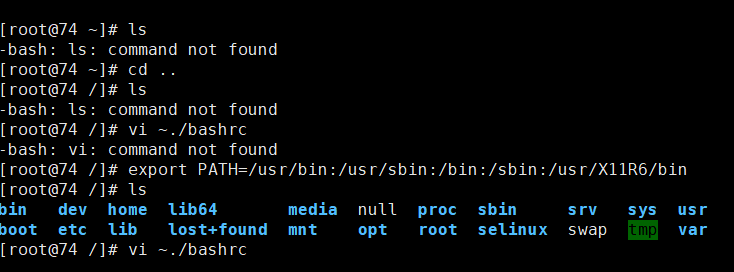 [root@74 ~]# ls
-bash: ls: command not found
[root@74 ~]# cd ..
[root@74 /]# ls
-bash: ls: command not found
[root@74 /]# vi ~./bashrc
-bash: vi: command not found
[root@74 /]# export PATH=/usr/bin:/usr/sbin:/bin:/sbin:/usr/X11R6/bin
[root@74 /]# ls
bin dev home lib64 media null proc sbin srv sys usr
boot etc lib lost+found mnt opt root selinux swap tmp var
[root@74 /]# vi ~./bashrc